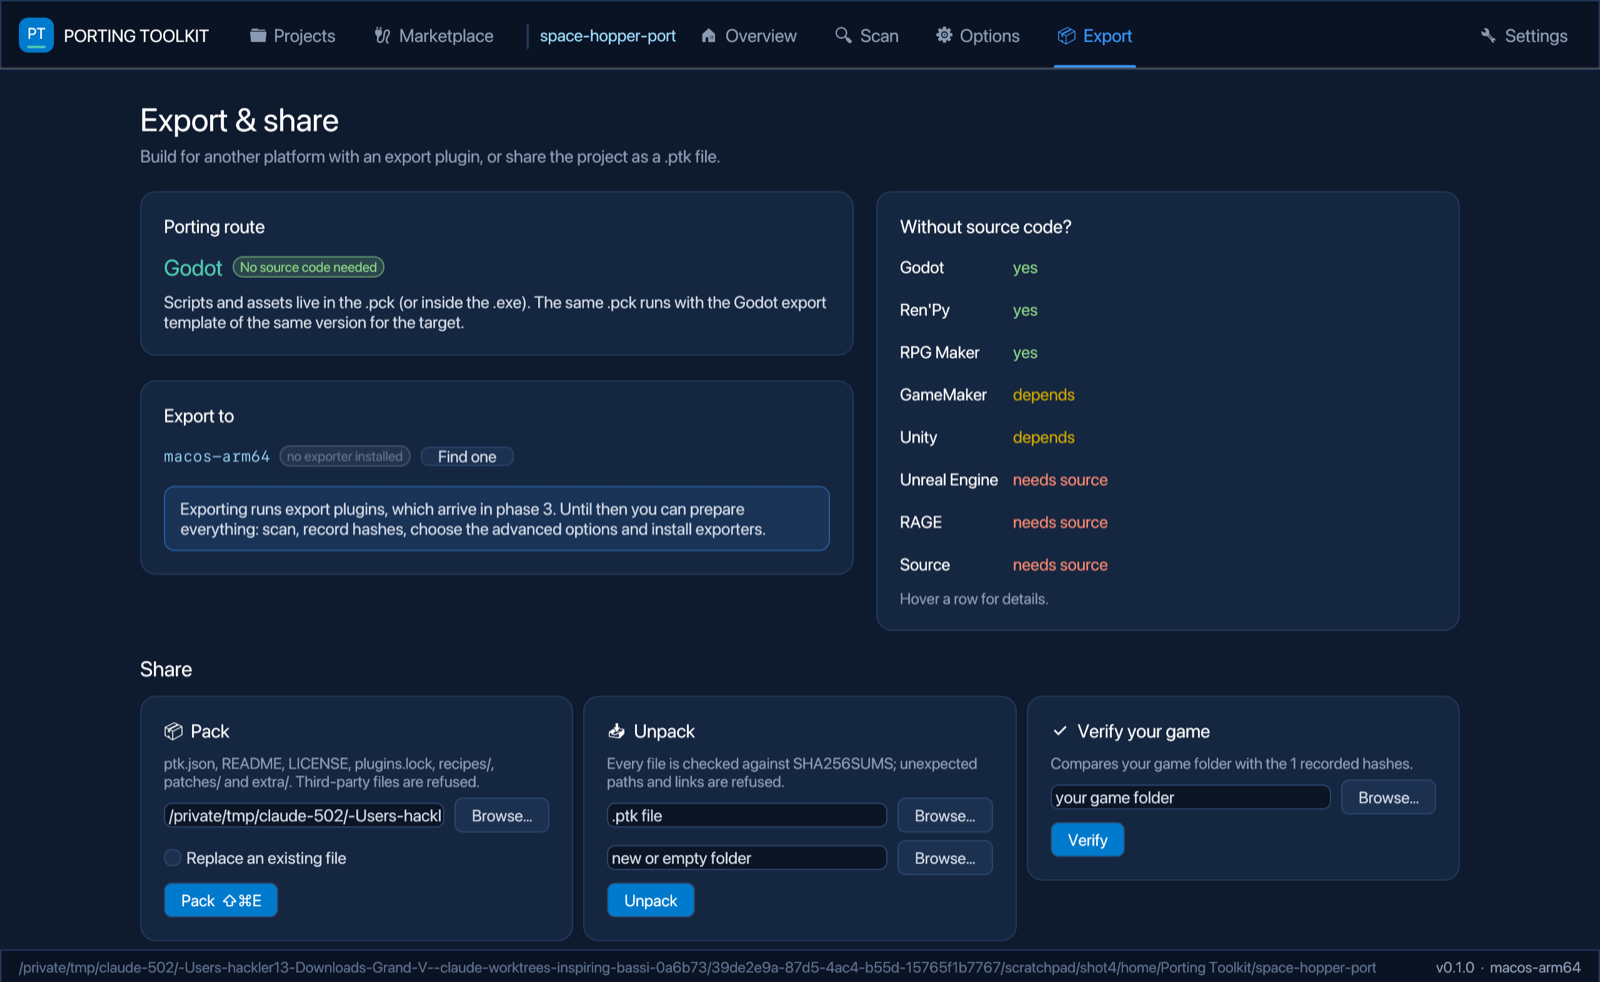 PT PORTING TOOLKIT Projects Marketplace space-hopper-port Overview Scan Options Export Settings
Export & share
Build for another platform with an export plugin, or share the project as a .ptk file.
Porting route
Godot No source code needed
Scripts and assets live in the .pck (or inside the .exe). The same .pck runs with the Godot export
template of the same version for the target.
Export to
macos-arm64 no exporter installed Find one
Exporting runs export plugins, which arrive in phase 3. Until then you can prepare
everything: scan, record hashes, choose the advanced options and install exporters.
Without source code?
Godot yes
Ren'Py yes
RPG Maker yes
GameMaker depends
Unity depends
Unreal Engine needs source
RAGE needs source
Source needs source
Hover a row for details.
Share
Pack
ptk.json, README, LICENSE, plugins.lock, recipes/,
patches/ and extra/. Third-party files are refused.
/private/tmp/claude-502/-Users-hackl Browse...
Replace an existing file
Pack ⇧⌘E
Unpack
Every file is checked against SHA256SUMS; unexpected
paths and links are refused.
.ptk file Browse...
new or empty folder Browse...
Unpack
Verify your game
Compares your game folder with the 1 recorded hashes.
your game folder Browse...
Verify
/private/tmp/claude-502/-Users-hackler13-Downloads-Grand-V--claude-worktrees-inspiring-bassi-0a6b73/39de2e9a-87d5-4ac4-b55d-15765f1b7767/scratchpad/shot4/home/Porting Toolkit/space-hopper-port v0.1.0 · macos-arm64